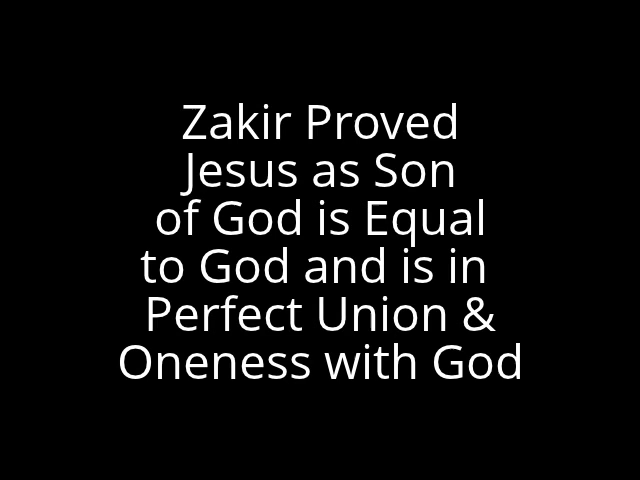 Zakir Proved
Jesus as Son
of God is Equal
to God and is in
Perfect Union &
Oneness with God